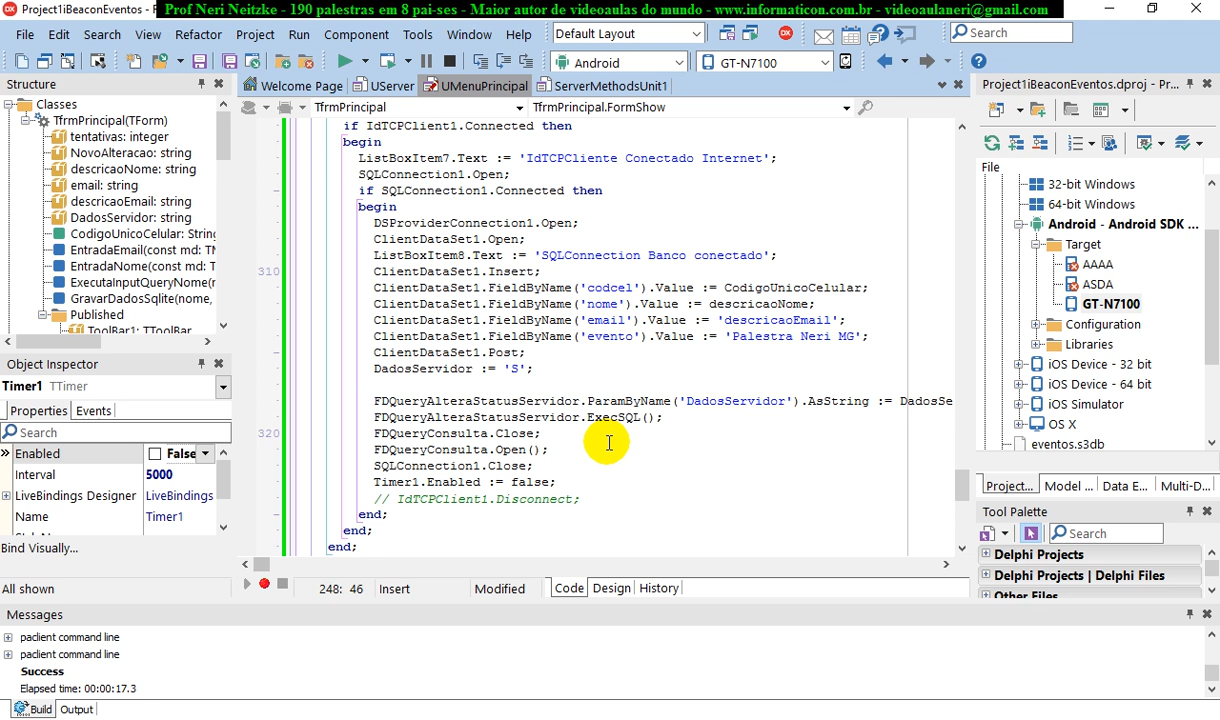 Project1iBeaconEventos - P
Prof Neri Neitzke - 190 palestras em 8 pai-ses - Maior autor de videoaulas do mundo - www.informaticon.com.br - videoaulaneri@gmail.com
File Edit Search View Refactor Project Run Component Tools Window Help
Default Layout
Search
Android
GT-N7100
Structure
Classes
TfrmPrincipal(TForm)
tentativas: integer
NovoAlteracao: string
descricaoNome: string
email: string
descricaoEmail: string
DadosServidor: string
CodigoUnicoCelular: String
EntradaEmail(const md: TM
EntradaNome(const md: T
ExecutaInputQueryNome(r
GravarDadosSqlite(nome,
Published
ToolBar1: TToolBar
Object Inspector
Timer1 TTimer
Properties Events
Search
Enabled False
Interval 5000
LiveBindings Designer LiveBindings
Name Timer1
Bind Visually...
All shown
Welcome Page UServer UMenuPrincipal ServerMethodsUnit1
TfrmPrincipal TfrmPrincipal.FormShow
if IdTCPClient1.Connected then
begin
ListBoxItem7.Text := 'IdTCPCliente Conectado Internet';
SQLConnection1.Open;
if SQLConnection1.Connected then
begin
DSProviderConnection1.Open;
ClientDataSet1.Open;
ListBoxItem8.Text := 'SQLConnection Banco conectado';
310 ClientDataSet1.Insert;
ClientDataSet1.FieldByName('codcel').Value := CodigoUnicoCelular;
ClientDataSet1.FieldByName('nome').Value := descricaoNome;
ClientDataSet1.FieldByName('email').Value := 'descricaoEmail';
ClientDataSet1.FieldByName('evento').Value := 'Palestra Neri MG';
ClientDataSet1.Post;
DadosServidor := 'S';
FDQueryAlteraStatusServidor.ParamByName('DadosServidor').AsString := DadosSe
FDQueryAlteraStatusServidor.ExecSQL();
320 FDQueryConsulta.Close;
FDQueryConsulta.Open();
SQLConnection1.Close;
Timer1.Enabled := false;
// IdTCPClient1.Disconnect;
end;
end;
end;
248: 46 Insert Modified Code Design History
Project1iBeaconEventos.dproj - Pr...
File
32-bit Windows
64-bit Windows
Android - Android SDK ...
Target
AAAA
ASDA
GT-N7100
Configuration
Libraries
iOS Device - 32 bit
iOS Device - 64 bit
iOS Simulator
OS X
eventos.s3db
Project... Model ... Data E... Multi-D...
Tool Palette
Search
Delphi Projects
Delphi Projects | Delphi Files
Other Files
Messages
paclient command line
paclient command line
Success
Elapsed time: 00:00:17.3
Build Output